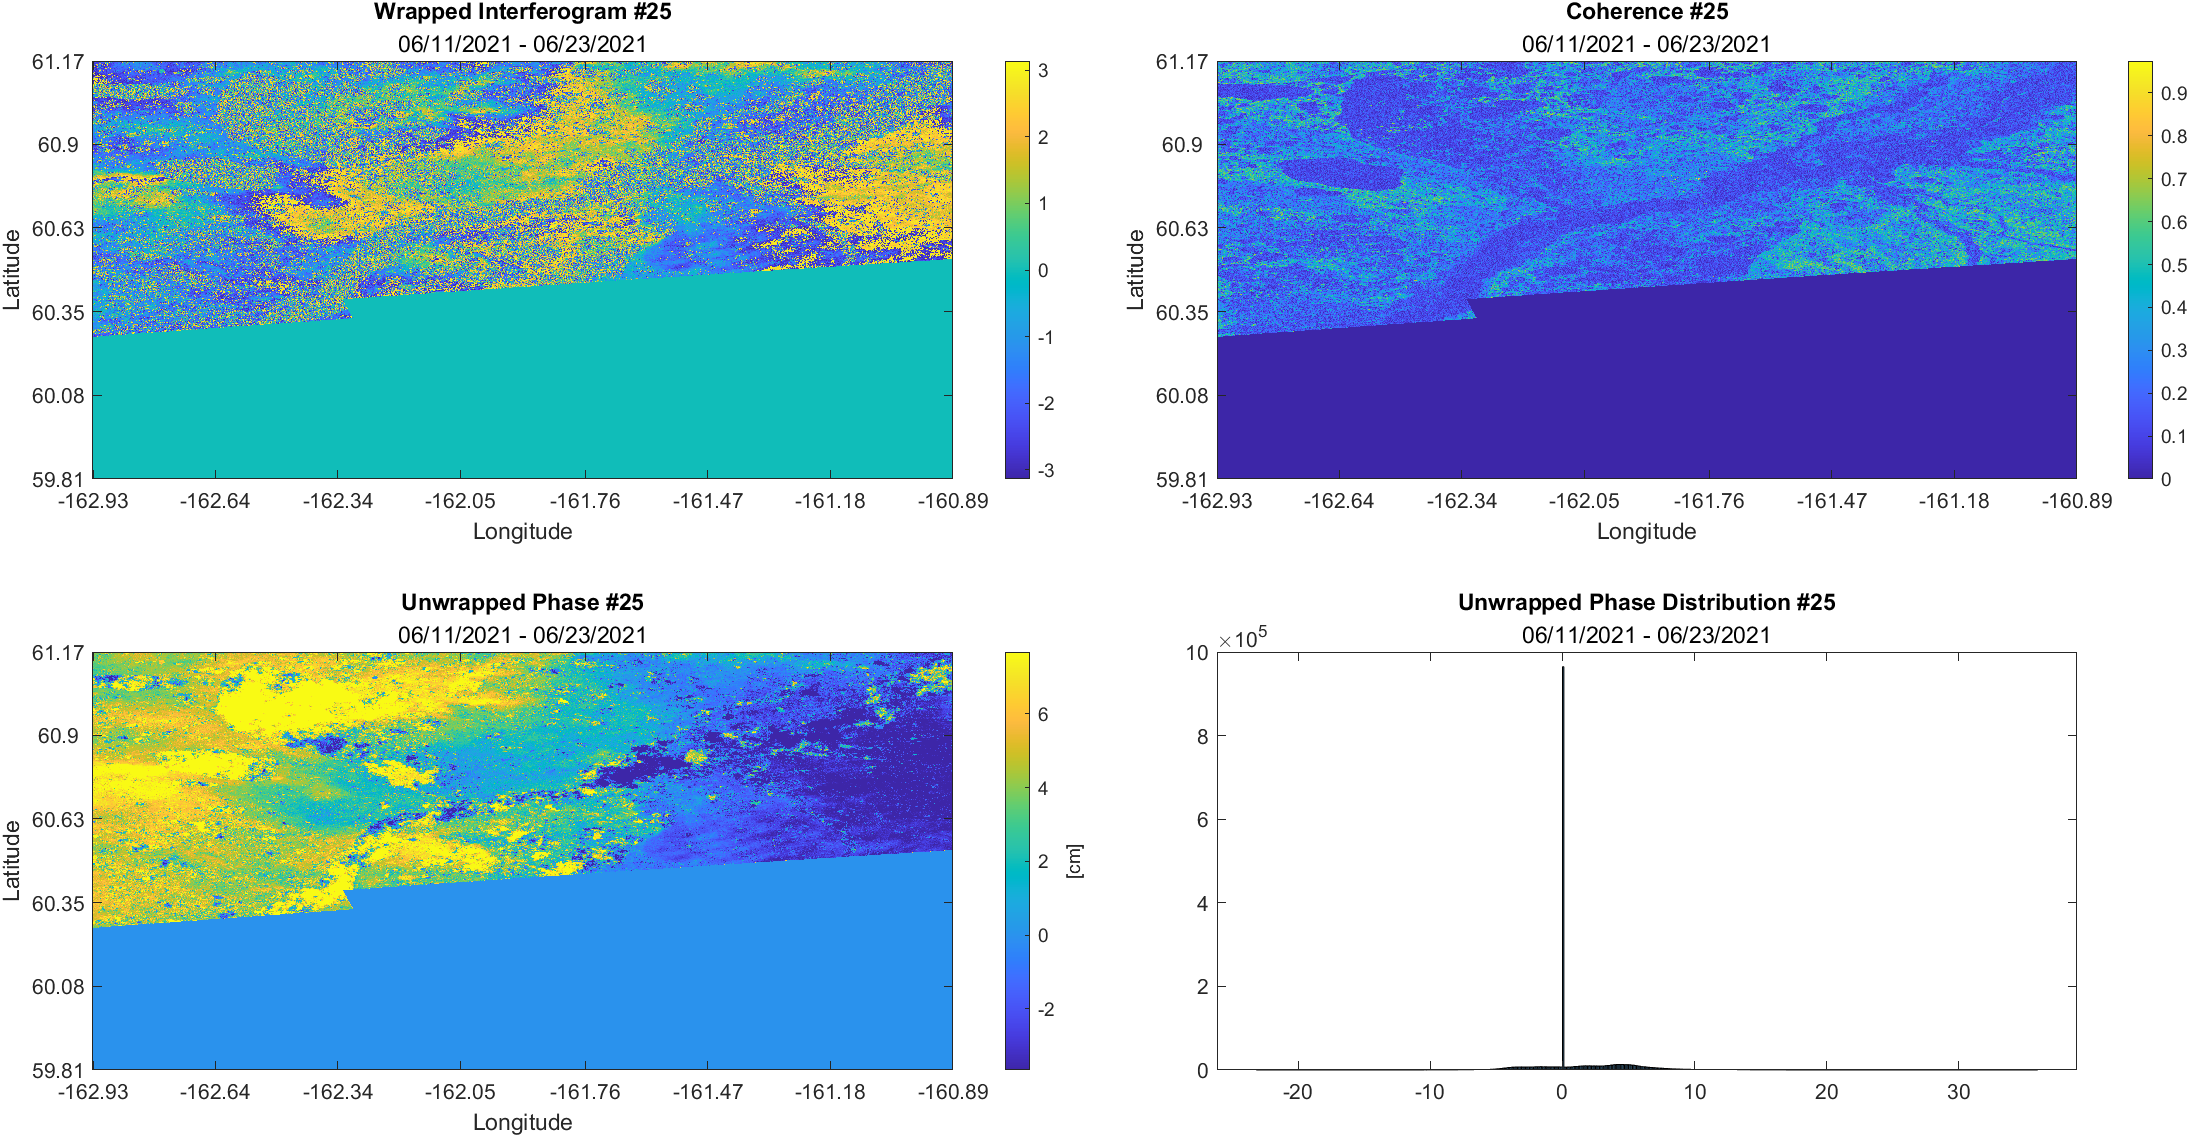 Wrapped Interferogram #25
06/11/2021 - 06/23/2021
61.17
60.9
60.63
60.35
60.08
59.81
Latitude
-162.93 -162.64 -162.34 -162.05 -161.76 -161.47 -161.18 -160.89
Longitude
3
2
1
0
-1
-2
-3
Coherence #25
06/11/2021 - 06/23/2021
61.17
60.9
60.63
60.35
60.08
59.81
Latitude
-162.93 -162.64 -162.34 -162.05 -161.76 -161.47 -161.18 -160.89
Longitude
0.9
0.8
0.7
0.6
0.5
0.4
0.3
0.2
0.1
0
Unwrapped Phase #25
06/11/2021 - 06/23/2021
61.17
60.9
60.63
60.35
60.08
59.81
Latitude
-162.93 -162.64 -162.34 -162.05 -161.76 -161.47 -161.18 -160.89
Longitude
6
4
2
0
-2
[cm]
Unwrapped Phase Distribution #25
06/11/2021 - 06/23/2021
×10⁵
10
8
6
4
2
0
-20 -10 0 10 20 30